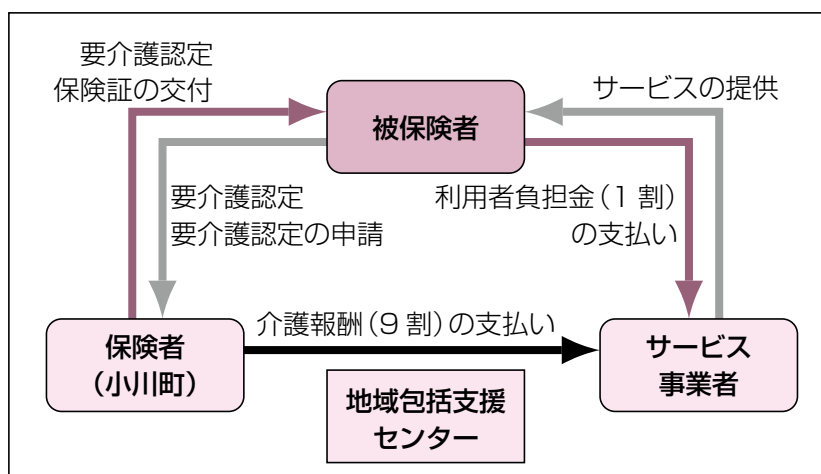 要介護認定
保険証の交付
被保険者
サービスの提供
要介護認定
要介護認定の申請
利用者負担金（1 割）
の支払い
介護報酬（9 割）の支払い
保険者
（小川町）
サービス
事業者
地域包括支援
センター